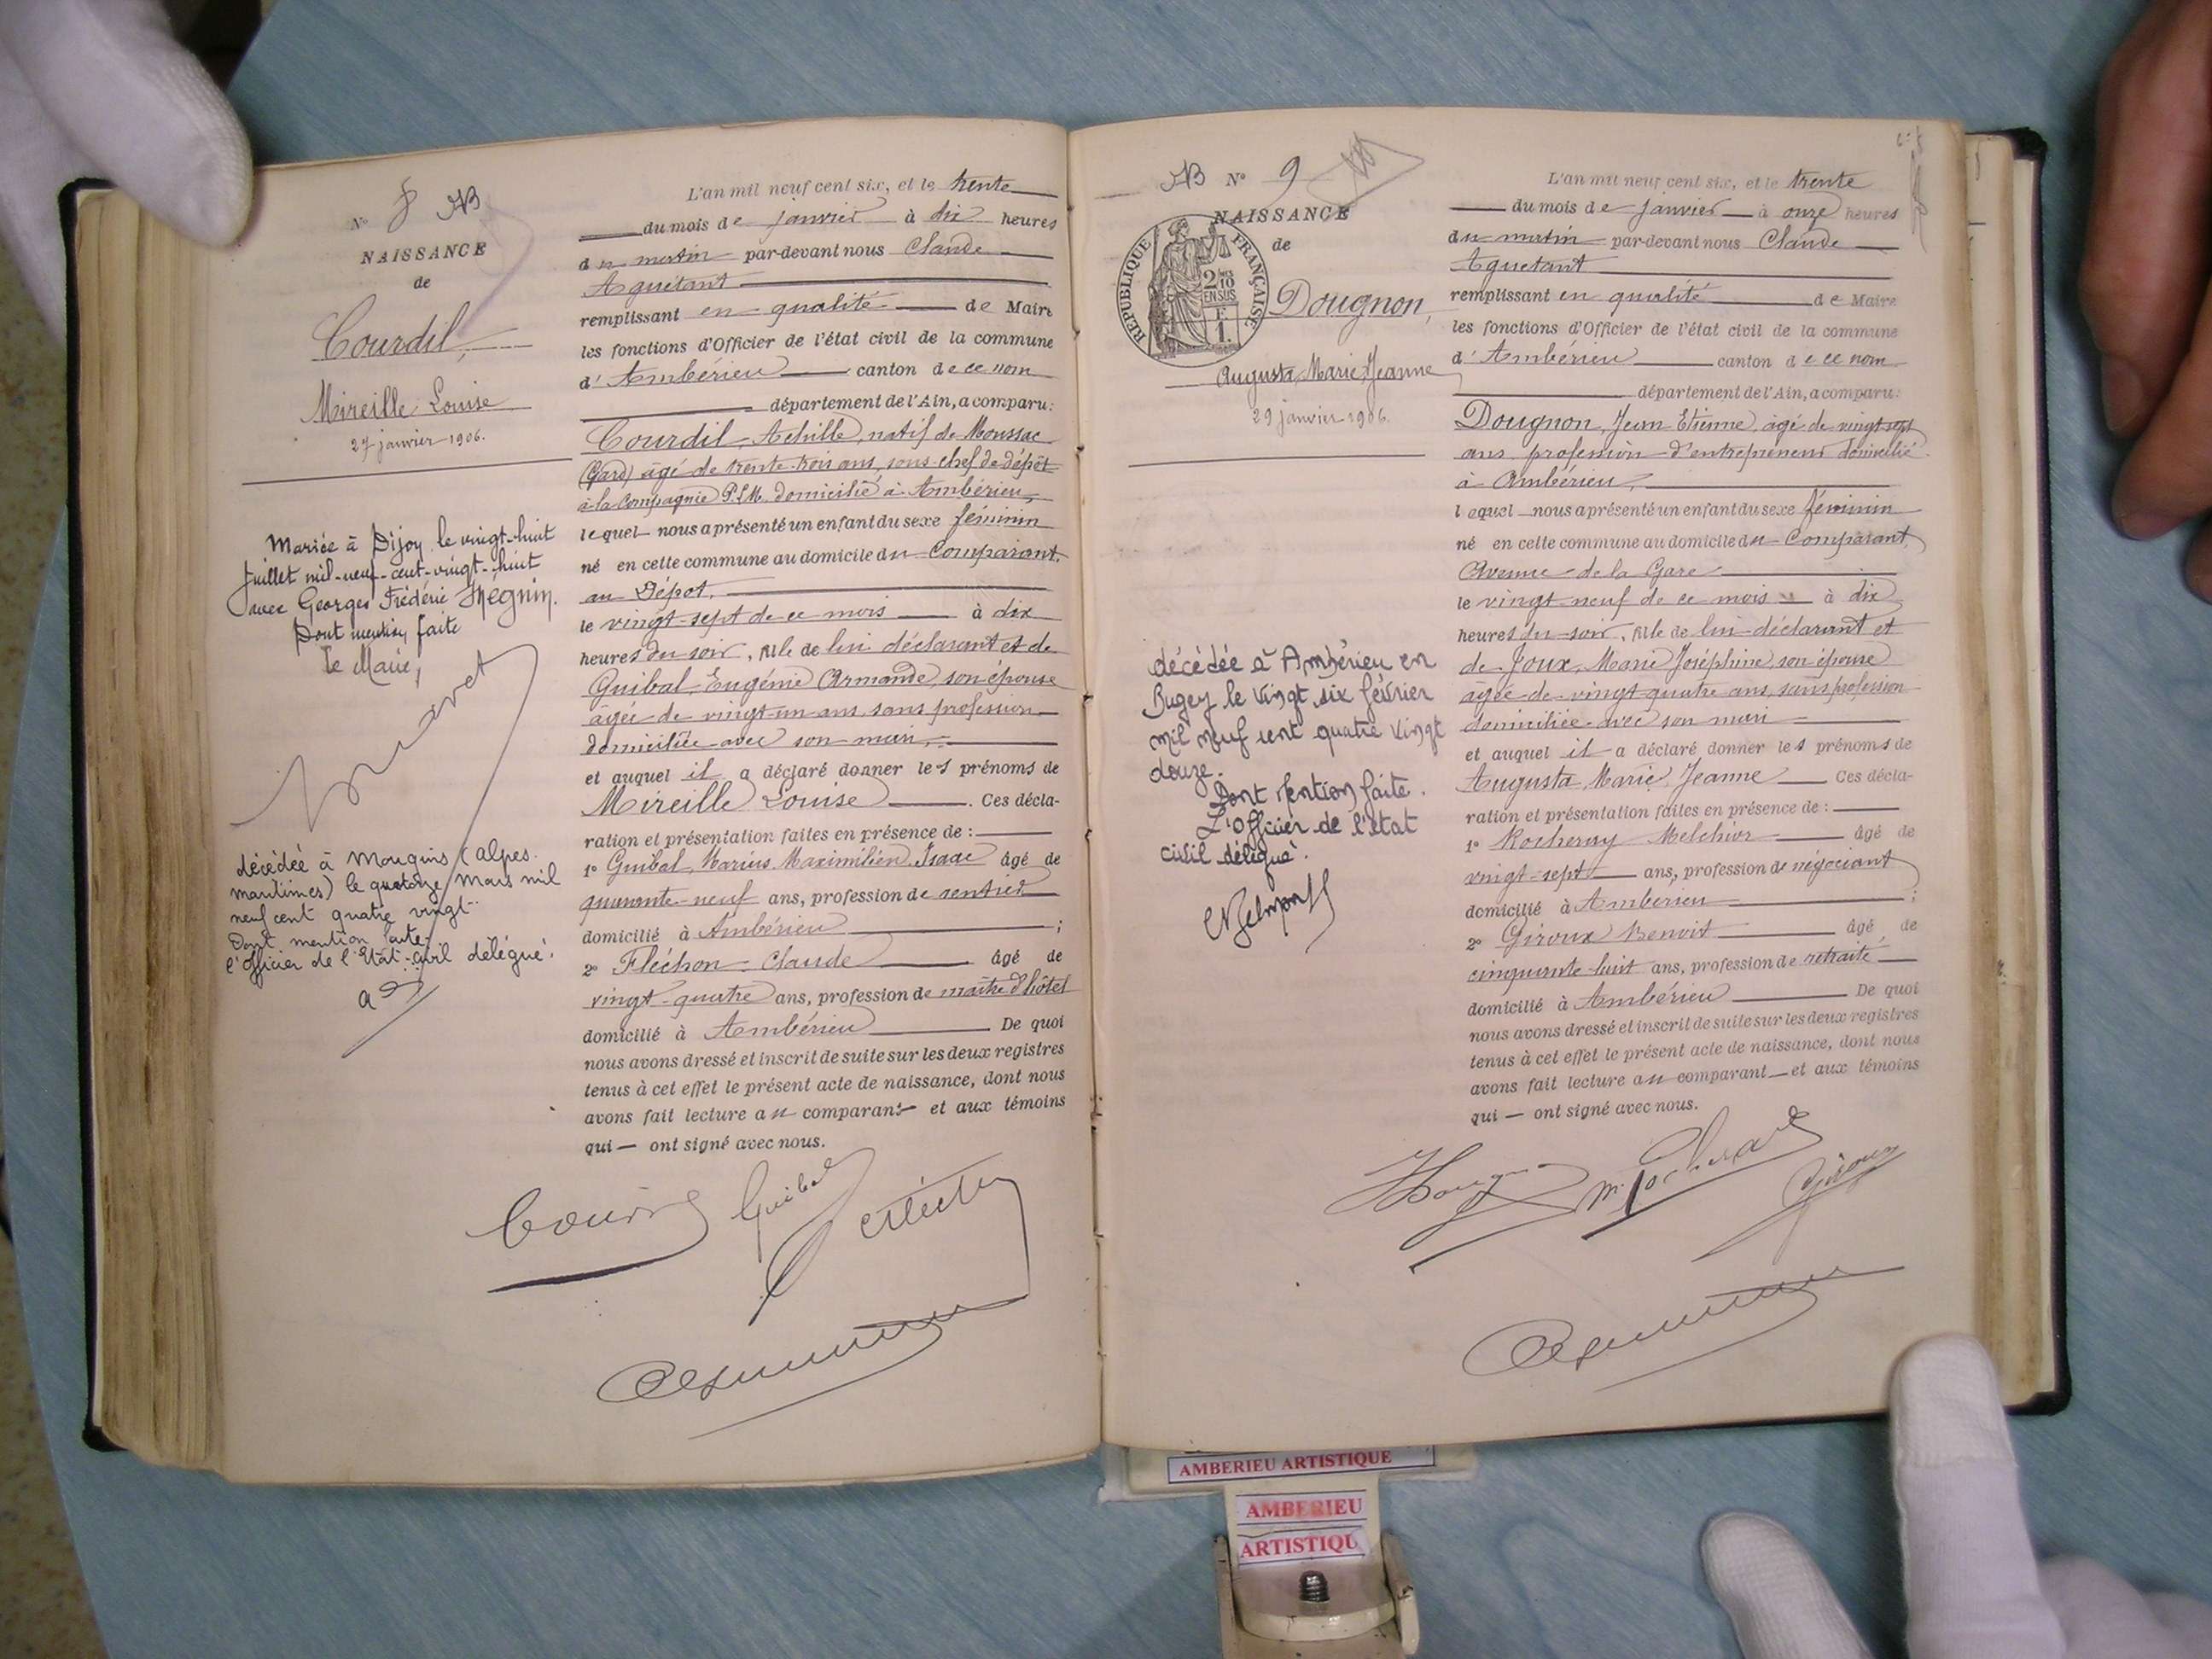 N° 8 AB
NAISSANCE
de
Courdil,
Mireille Louise
27 janvier 1906.
Mariée à Dijon le vingt-huit
Juillet mil-neuf-cent-vingt-huit
avec Georges Frédéric
Dont mention faite
Le Maire,
décédée à Mougins (alpes
maritimes) le quatorze Mars mil
neuf cent quatre vingt.
Dont mention faite
l'officier de l'Etat-civil délégué.
L'an mil neuf cent six, et le trente
du mois de janvier à dix heures
du matin par-devant nous Claude
Aguétant
remplissant en qualité de Maire
les fonctions d'Officier de l'état civil de la commune
d'Ambérieu canton de ce nom
département de l'Ain, a comparu:
Courdil, Achille, natif de Moussac
(Gard) âgé de trente-trois ans, sous-chef de dépôt
à la Compagnie P.L.M. domicilié à Ambérieu,
lequel nous a présenté un enfant du sexe féminin
né en cette commune au domicile du Comparant,
au Dépot,
le vingt-sept de ce mois à dix
heures du soir, fille de lui déclarant et de
Guibal, Eugénie Armande, son épouse
âgée de vingt-un ans, sans profession
domiciliée avec son mari,
et auquel il a déclaré donner les prénoms de
Mireille Louise . Ces décla-
ration et présentation faites en présence de :
1° Guibal, Marius Maximilien Isaac âgé de
quarante-neuf ans, profession de rentier
domicilié à Ambérieu ;
2° Fléchon Claude âgé de
vingt-quatre ans, profession de maître d'hôtel
domicilié à Ambérieu De quoi
nous avons dressé et inscrit de suite sur les deux registres
tenus à cet effet le présent acte de naissance, dont nous
avons fait lecture au comparant et aux témoins
qui — ont signé avec nous.
Guibal
AB N° 9
NAISSANCE
de
REPUBLIQUE FRANÇAISE
2/10
EN SUS
F.
1.
Dougnon,
Augusta Marie Jeanne
29 janvier 1906.
décédée à Ambérieu en
Bugey le vingt six février
mil neuf cent quatre vingt
douze.
Dont mention faite.
L'officier de l'état
civil délégué.
L'an mil neuf cent six, et le trente
du mois de janvier à onze heures
du matin par-devant nous Claude
Aguetant
remplissant en qualité de Maire
les fonctions d'Officier de l'état civil de la commune
d'Ambérieu canton de ce nom
département de l'Ain, a comparu:
Dougnon, Jean Etienne, âgé de vingt sept
ans, profession d'entrepreneur domicilié
à Ambérieu,
lequel nous a présenté un enfant du sexe féminin
né en cette commune au domicile du Comparant,
Avenue de la Gare
le vingt-neuf de ce mois à dix
heures du soir, fille de lui déclarant et
de Joux, Marie Joséphine, son épouse
âgée de vingt-quatre ans, sans profession
domiciliée avec son mari
et auquel il a déclaré donner les prénoms de
Augusta Marie Jeanne Ces décla-
ration et présentation faites en présence de :
1° Melchior âgé de
vingt-sept ans, profession de négociant
domicilié à Ambérieu ;
2° Giroux Benoit âgé de
cinquante huit ans, profession de retraité
domicilié à Ambérieu De quoi
nous avons dressé et inscrit de suite sur les deux registres
tenus à cet effet le présent acte de naissance, dont nous
avons fait lecture au comparant et aux témoins
qui — ont signé avec nous.
Giroux
AMBERIEU ARTISTIQUE
AMBERIEU
ARTISTIQU